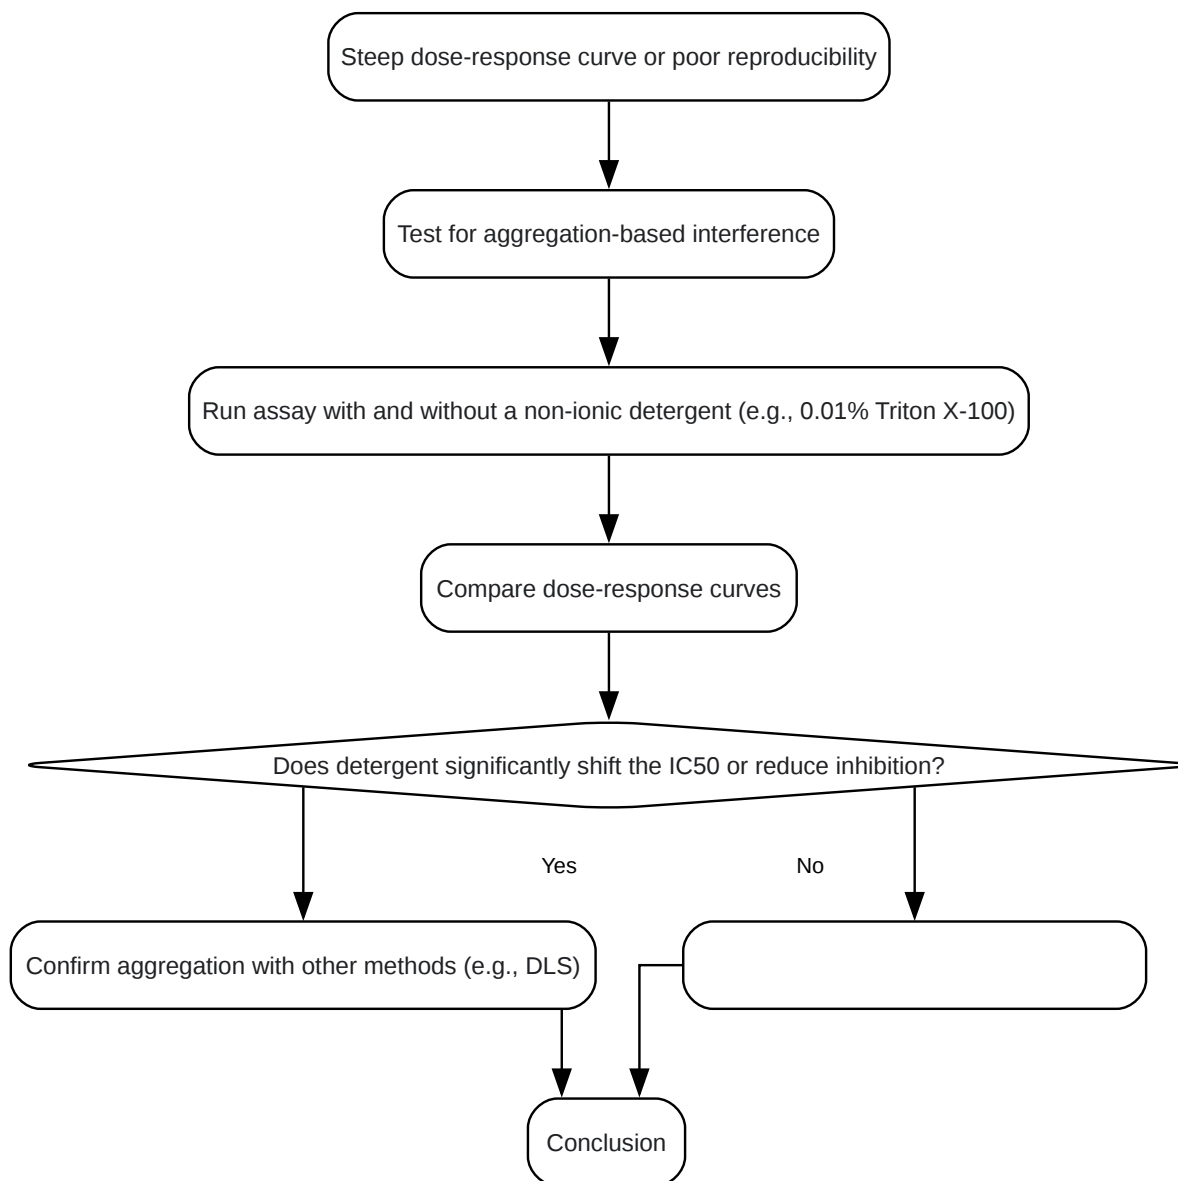 Steep dose-response curve or poor reproducibility
Test for aggregation-based interference
Run assay with and without a non-ionic detergent (e.g., 0.01% Triton X-100)
Compare dose-response curves
Does detergent significantly shift the IC50 or reduce inhibition?
Yes
No
Confirm aggregation with other methods (e.g., DLS)
Conclusion